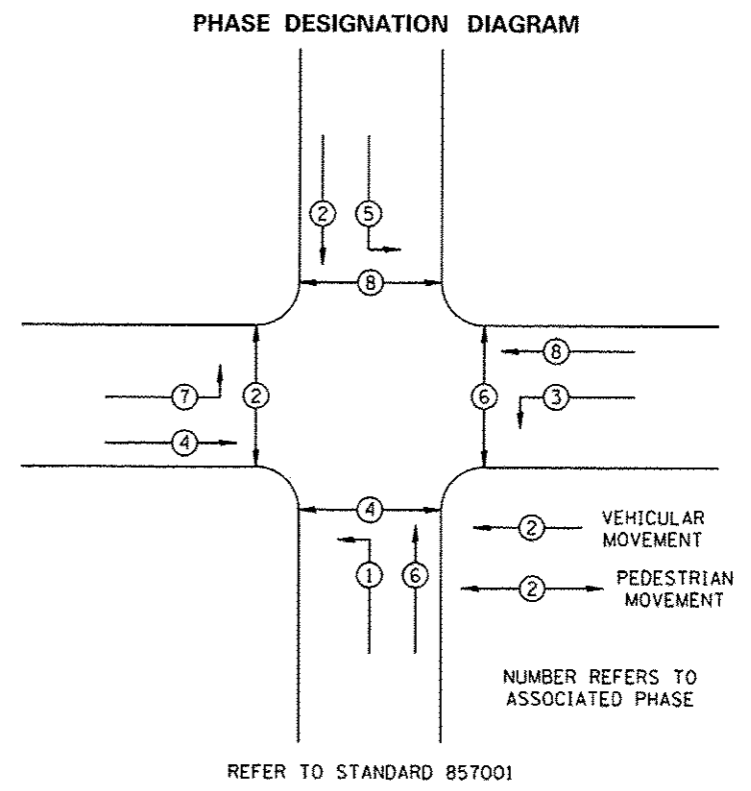 PHASE DESIGNATION DIAGRAM
2 5
8
8
7 2 6 3
4
4
1 6
2 VEHICULAR
MOVEMENT
2 PEDESTRIAN
MOVEMENT
NUMBER REFERS TO
ASSOCIATED PHASE
REFER TO STANDARD 857001